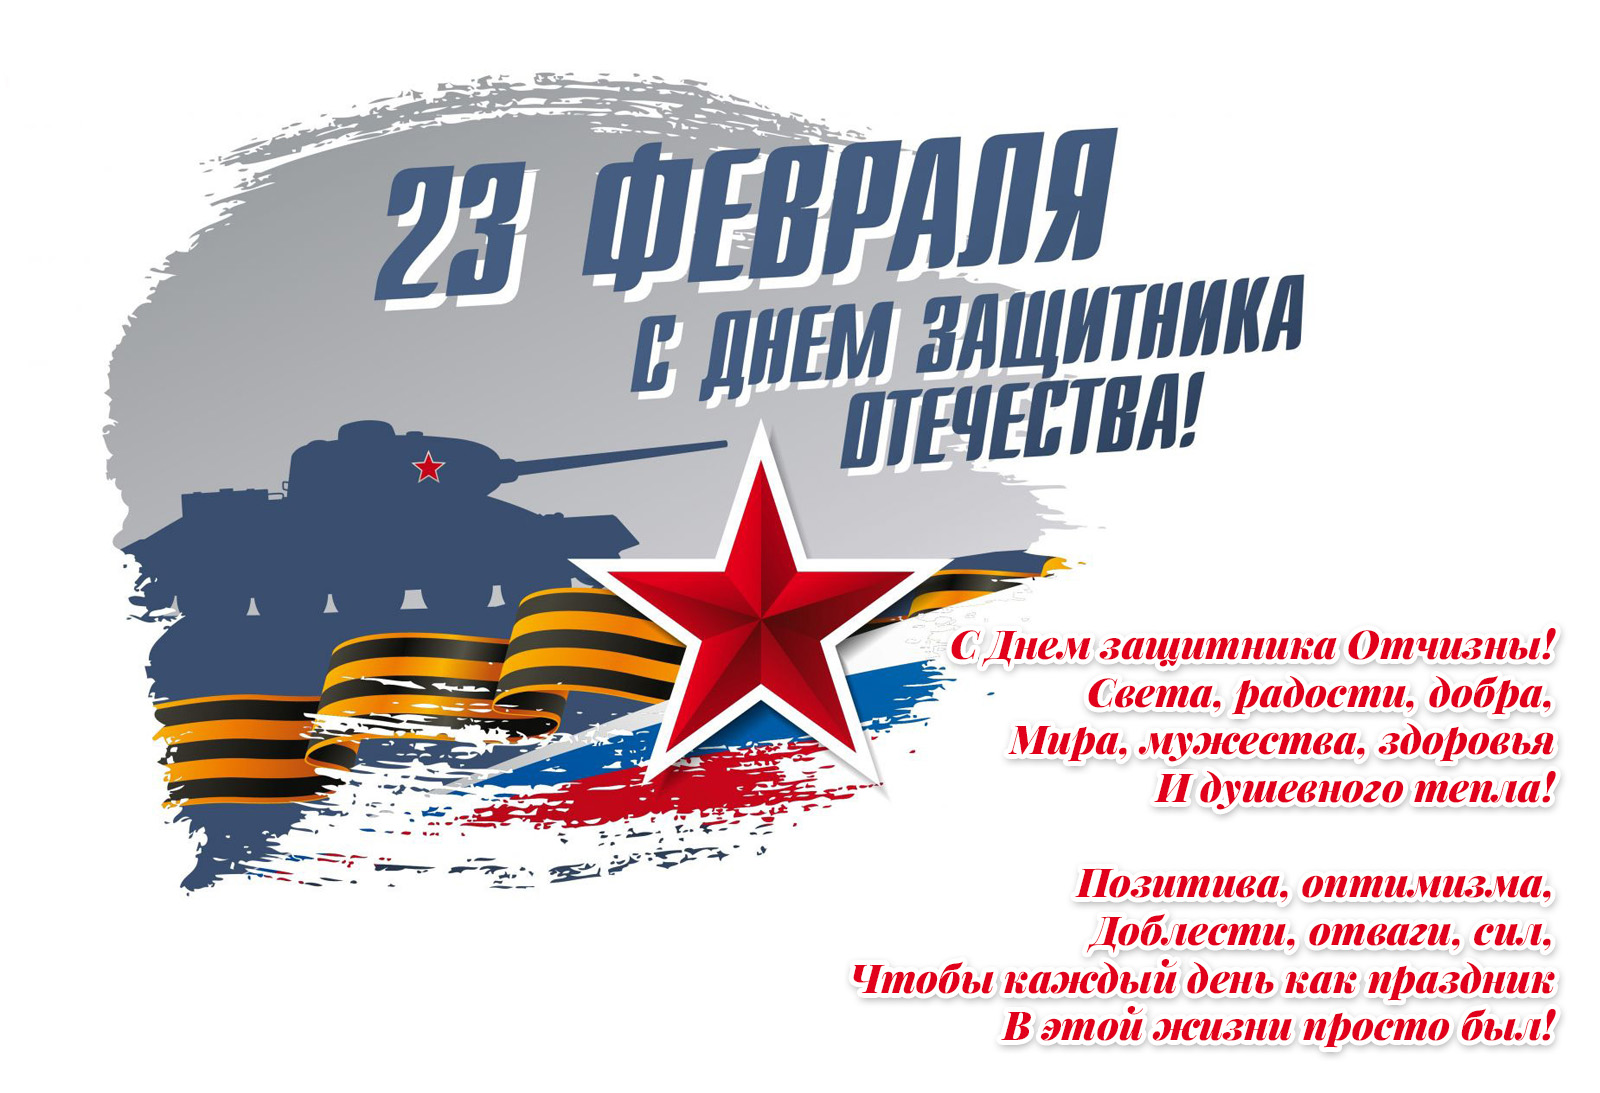 23 ФЕВРАЛЯ
С ДНЕМ ЗАЩИТНИКА
ОТЕЧЕСТВА!
С Днем защитника Отчизны!
Света, радости, добра,
Мира, мужества, здоровья
И душевного тепла!
Позитива, оптимизма,
Доблести, отваги, сил,
Чтобы каждый день как праздник
В этой жизни просто был!